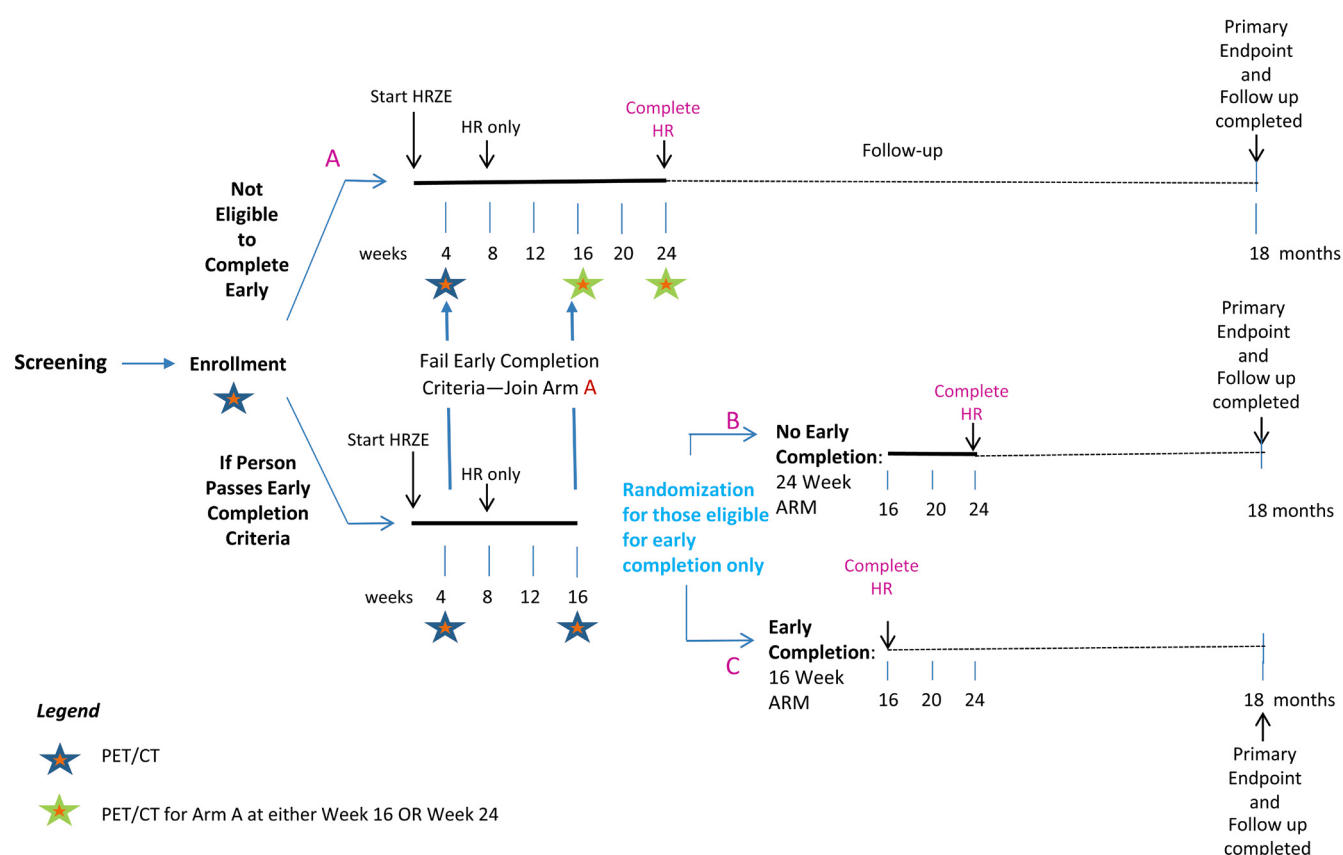 Primary
Endpoint
and
Follow up
completed
Start HRZE
HR only
Complete
HR
Follow-up
A
Not
Eligible
to
Complete
Early
weeks 4 8 12 16 20 24
18 months
Screening
Enrollment
Fail Early Completion
Criteria—Join Arm A
If Person
Passes Early
Completion
Criteria
Start HRZE
HR only
weeks 4 8 12 16
Randomization
for those eligible
for early
completion only
B
No Early
Completion:
24 Week
ARM
Complete
HR
16 20 24
Primary
Endpoint
and
Follow up
completed
18 months
C
Early
Completion:
16 Week
ARM
Complete
HR
16 20 24
18 months
Primary
Endpoint
and
Follow up
completed
Legend
PET/CT
PET/CT for Arm A at either Week 16 OR Week 24